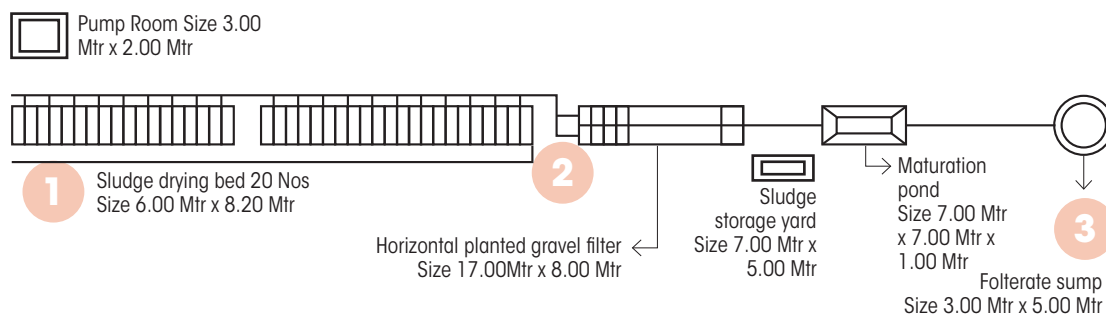 Pump Room Size 3.00
Mtr x 2.00 Mtr
1
Sludge drying bed 20 Nos
Size 6.00 Mtr x 8.20 Mtr
2
Horizontal planted gravel filter
Size 17.00Mtr x 8.00 Mtr
Sludge
storage yard
Size 7.00 Mtr x
5.00 Mtr
Maturation
pond
Size 7.00 Mtr
x 7.00 Mtr x
1.00 Mtr
3
Folterate sump
Size 3.00 Mtr x 5.00 Mtr